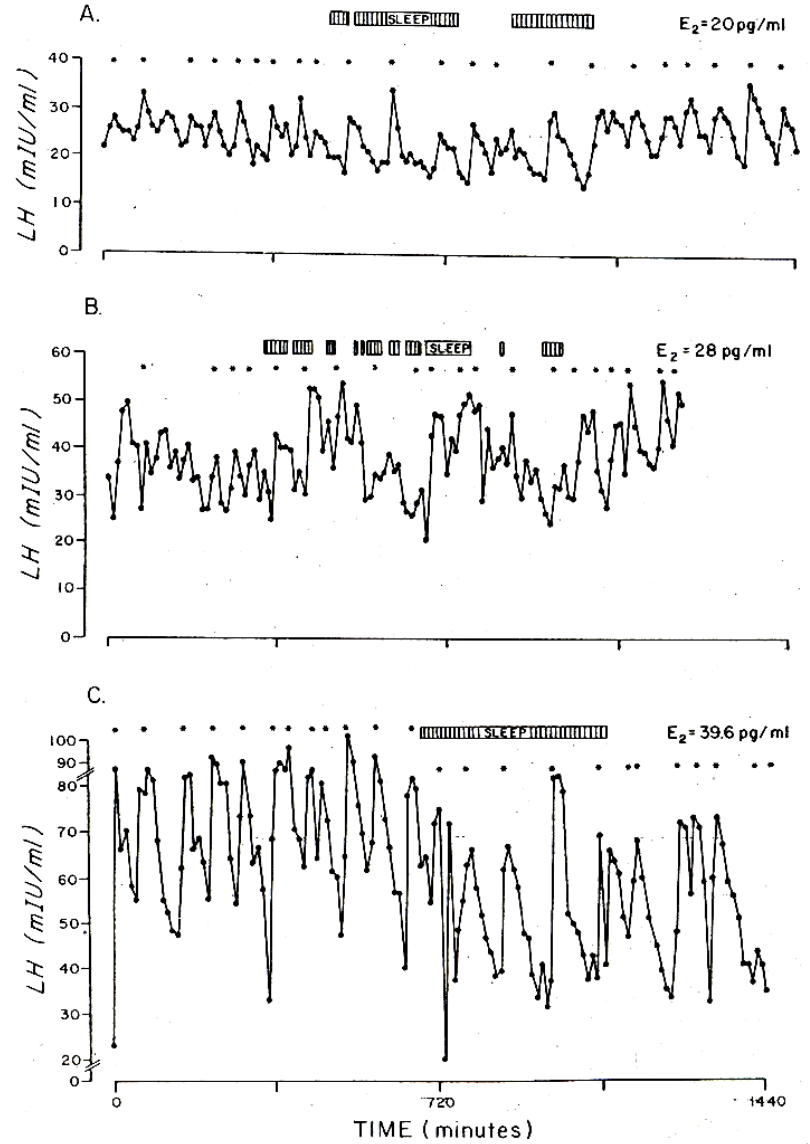 A.
SLEEP
E₂=20pg/ml
40
30
20
10
0
LH (mIU/ml)
B.
SLEEP
E₂= 28 pg/ml
60
50
40
30
20
10
0
LH (mIU/ml)
C.
SLEEP
E₂=39.6 pg/ml
100
90
80
70
60
50
40
30
20
0
LH (mIU/ml)
0 720 1440
TIME (minutes)